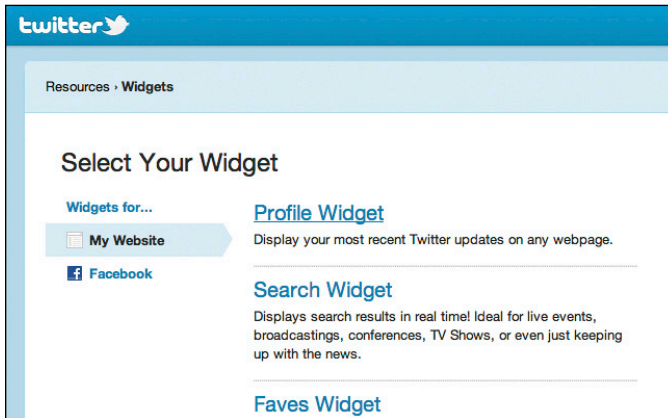 twitter
Resources › Widgets
Select Your Widget
Widgets for...
My Website
Facebook
Profile Widget
Display your most recent Twitter updates on any webpage.
Search Widget
Displays search results in real time! Ideal for live events,
broadcastings, conferences, TV Shows, or even just keeping
up with the news.
Faves Widget